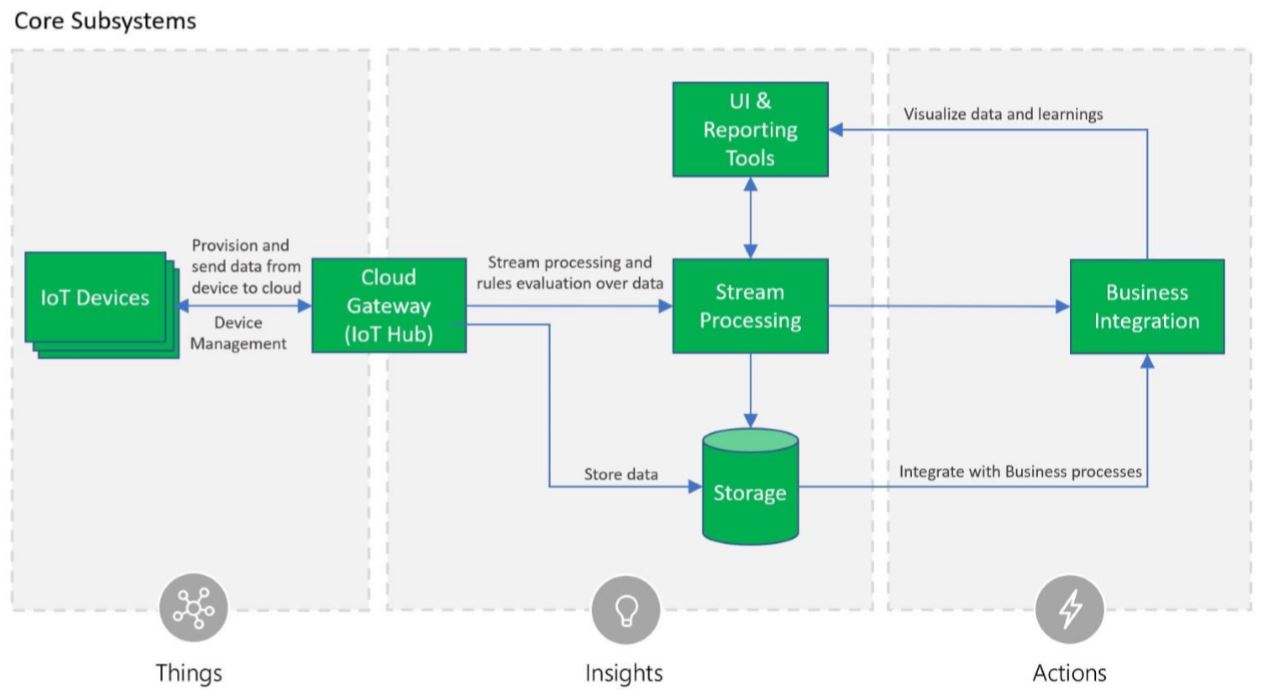 Core Subsystems
UI &
Reporting
Tools
Visualize data and learnings
Provision and
send data from
device to cloud
IoT Devices
Device
Management
Cloud
Gateway
(IoT Hub)
Stream processing and
rules evaluation over data
Stream
Processing
Business
Integration
Store data
Storage
Integrate with Business processes
Things
Insights
Actions